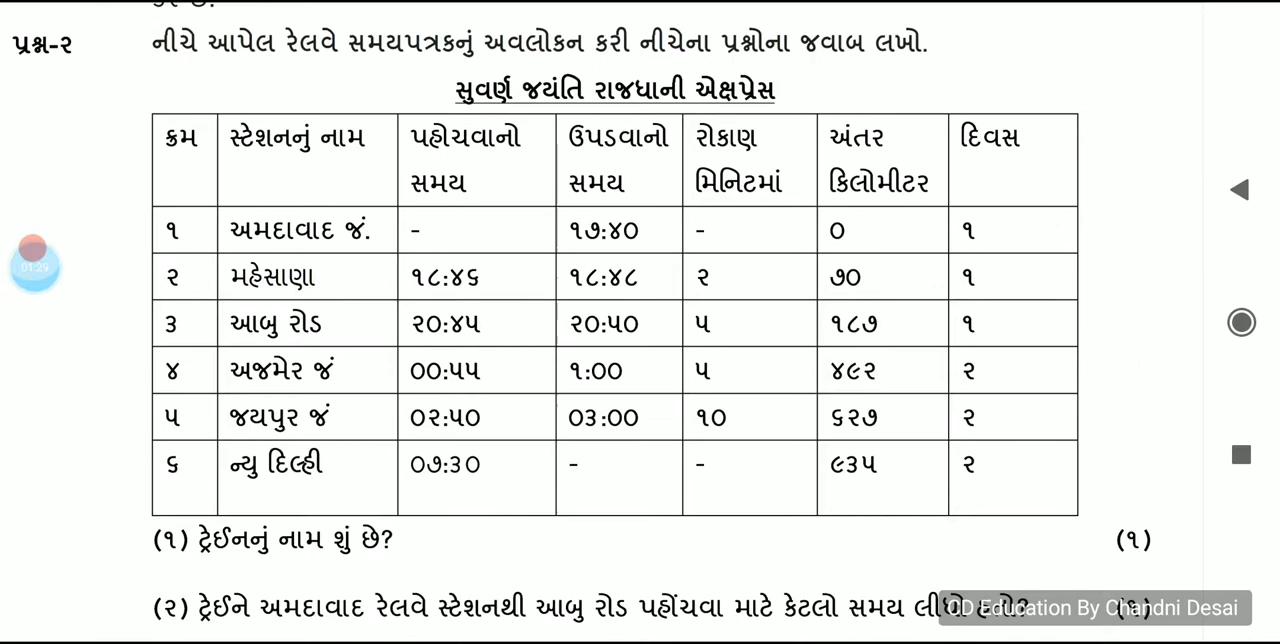 પ્રશ્ન-૨ નીચે આપેલ રેલવે સમયપત્રકનું અવલોકન કરી નીચેના પ્રશ્નોના જવાબ લખો.
સુવર્ણ જયંતિ રાજધાની એક્ષપ્રેસ
ક્રમ સ્ટેશનનું નામ પહોચવાનો સમય ઉપડવાનો સમય રોકાણ મિનિટમાં અંતર કિલોમીટર દિવસ
૧ અમદાવાદ જં. - ૧૭:૪૦ - ૦ ૧
૨ મહેસાણા ૧૮:૪૬ ૧૮:૪૮ ૨ ૭૦ ૧
૩ આબુ રોડ ૨૦:૪૫ ૨૦:૫૦ ૫ ૧૮૭ ૧
૪ અજમેર જં ૦૦:૫૫ ૧:૦૦ ૫ ૪૯૨ ૨
૫ જયપુર જં ૦૨:૫૦ ૦૩:૦૦ ૧૦ ૬૨૭ ૨
૬ ન્યુ દિલ્હી ૦૭:૩૦ - - ૯૩૫ ૨
(૧) ટ્રેઈનનું નામ શું છે? (૧)
(૨) ટ્રેઈને અમદાવાદ રેલવે સ્ટેશનથી આબુ રોડ પહોંચવા માટે કેટલો સમય
CD Education By Chandni Desai
01:29